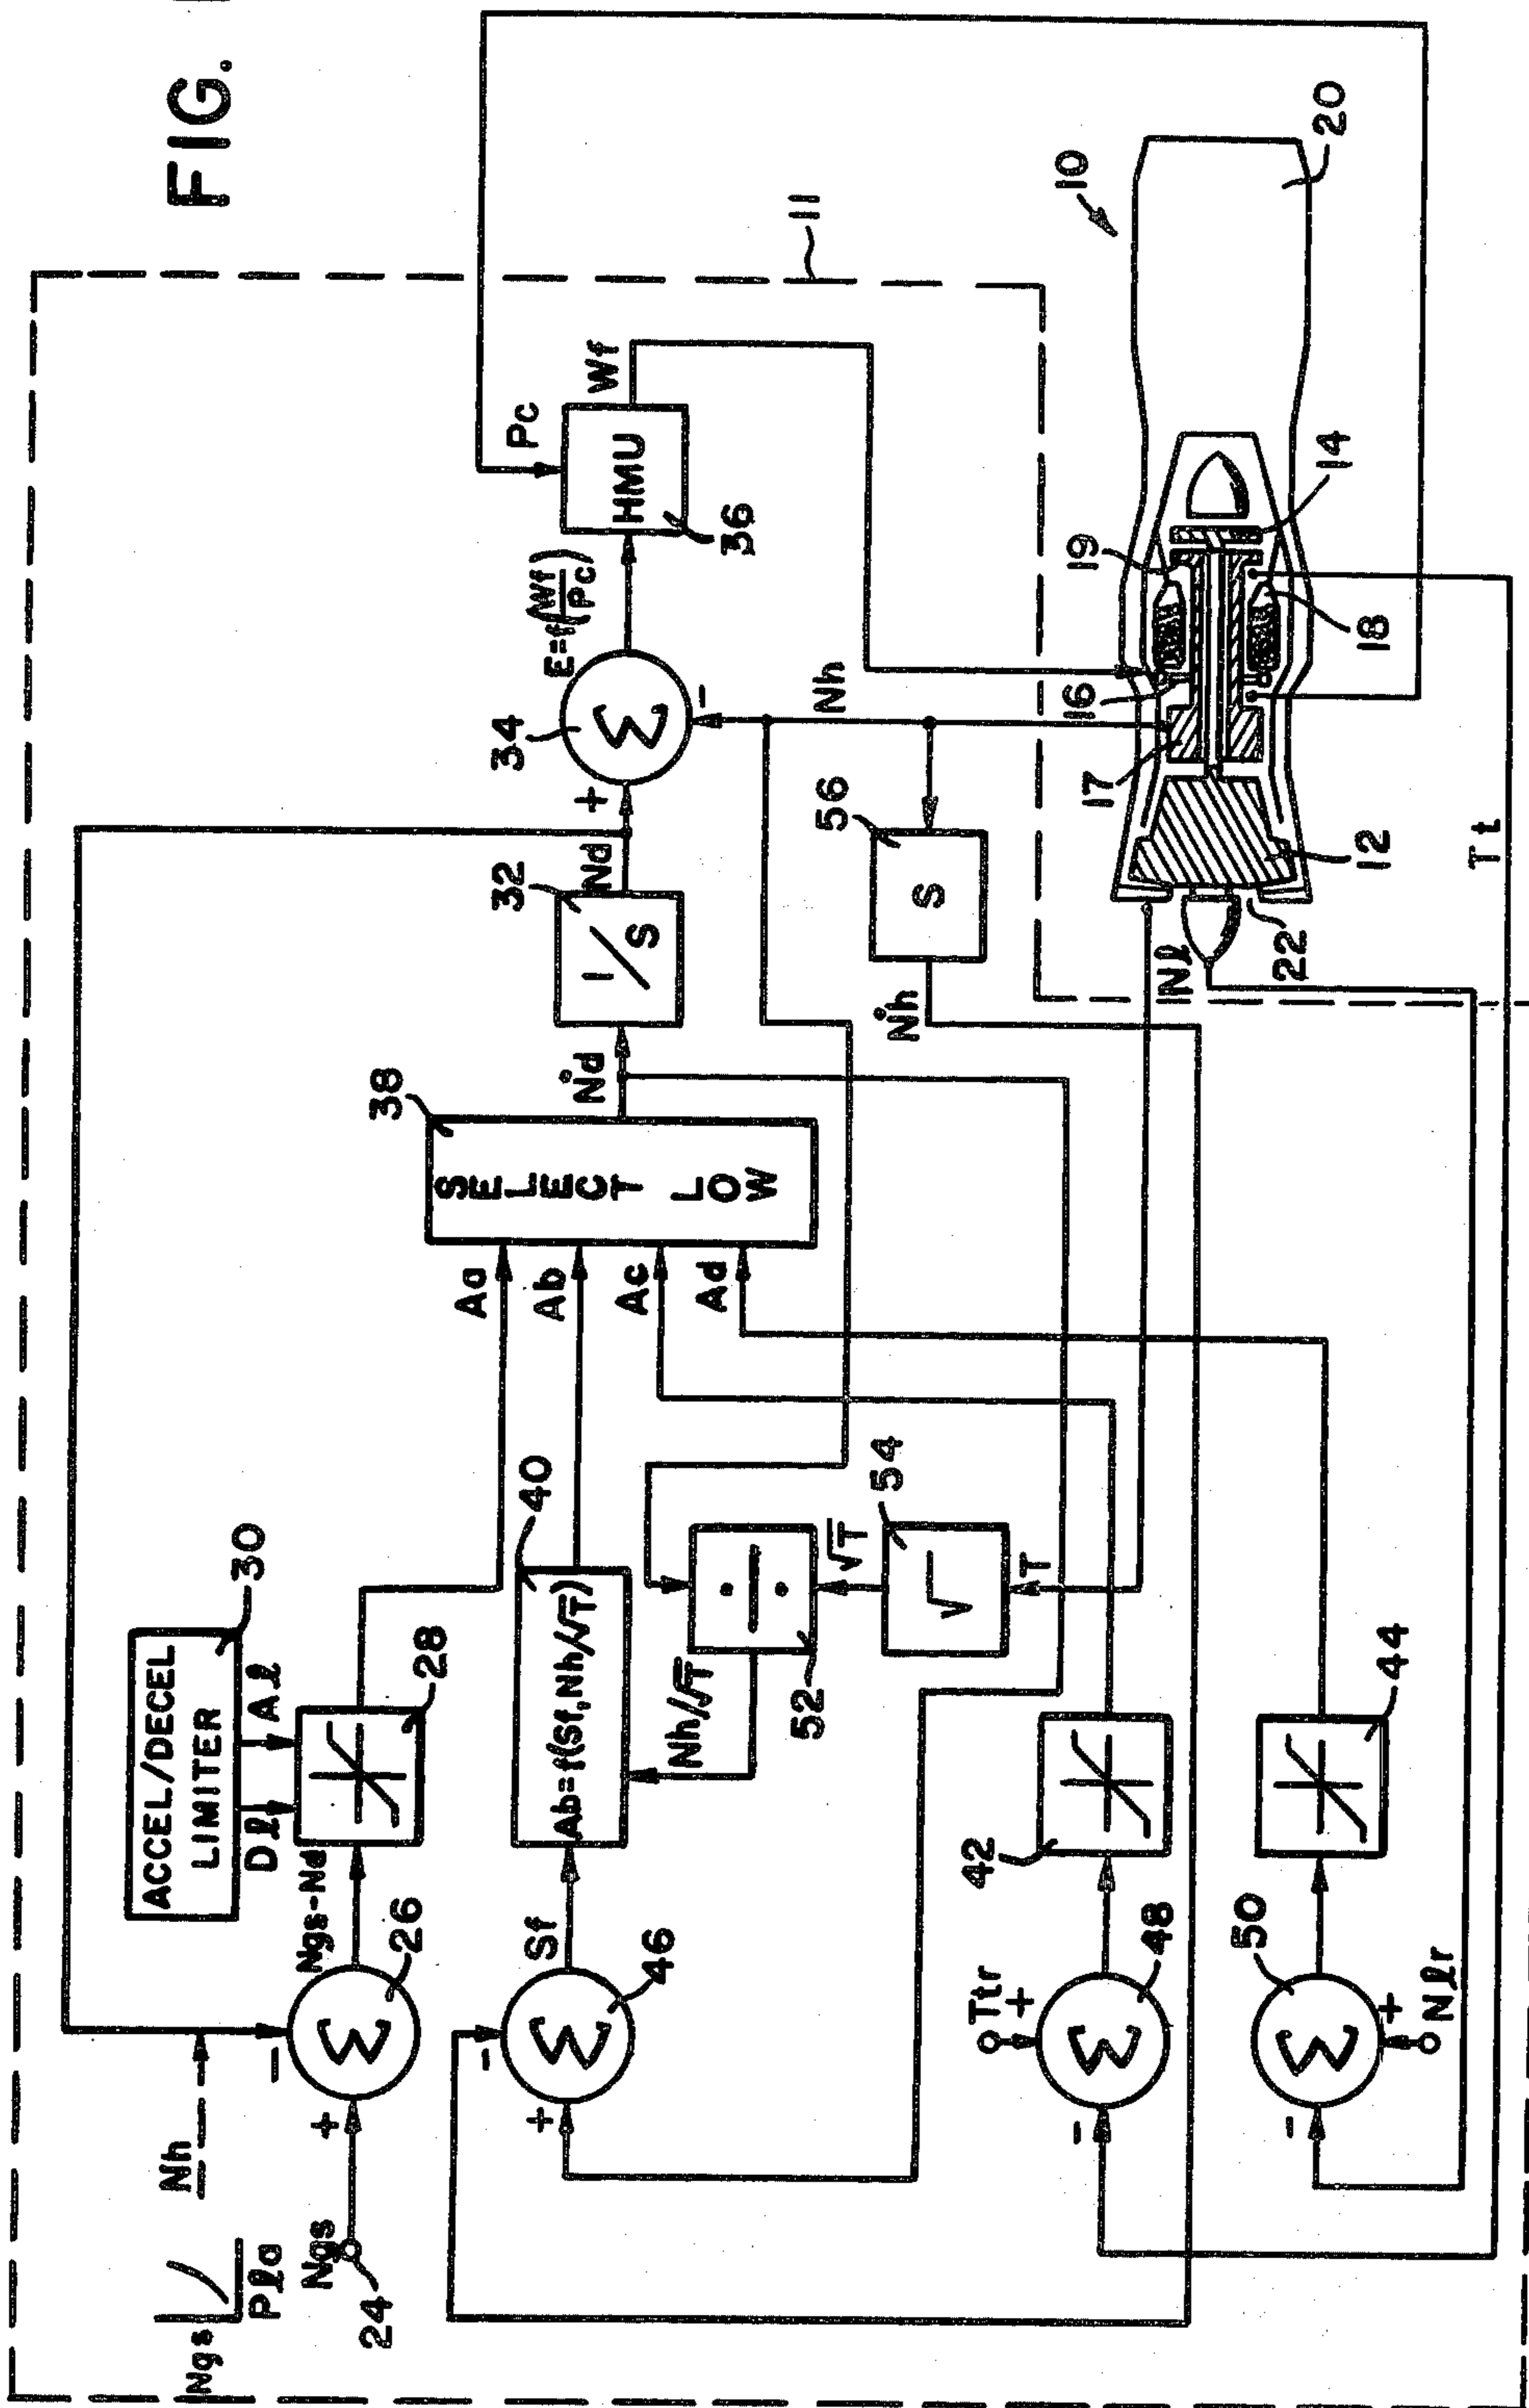 FIG.
11
10
20
Pc
HMU
36
Wf
E=f(Wf/Pc)
34
Σ
+
-
Nh
56
S
Ṅh
32
1/S
Nd
Ṅd
38
SELECT LOW
Aa
Ab
Ac
Ad
30
ACCEL/DECEL
LIMITER
Dl
Al
28
Ngs-Nd
26
Σ
+
-
Nh
Ngs
24
Ngs
Pla
40
Ab=f(Sf,Nh/√T)
Sf
46
Σ
+
-
Nh/√T
52
÷
√T
54
√
T
42
48
Σ
Ttr
+
-
44
50
Σ
+
Nlr
-
Nl
22
12
17
16
19
18
14
Tt